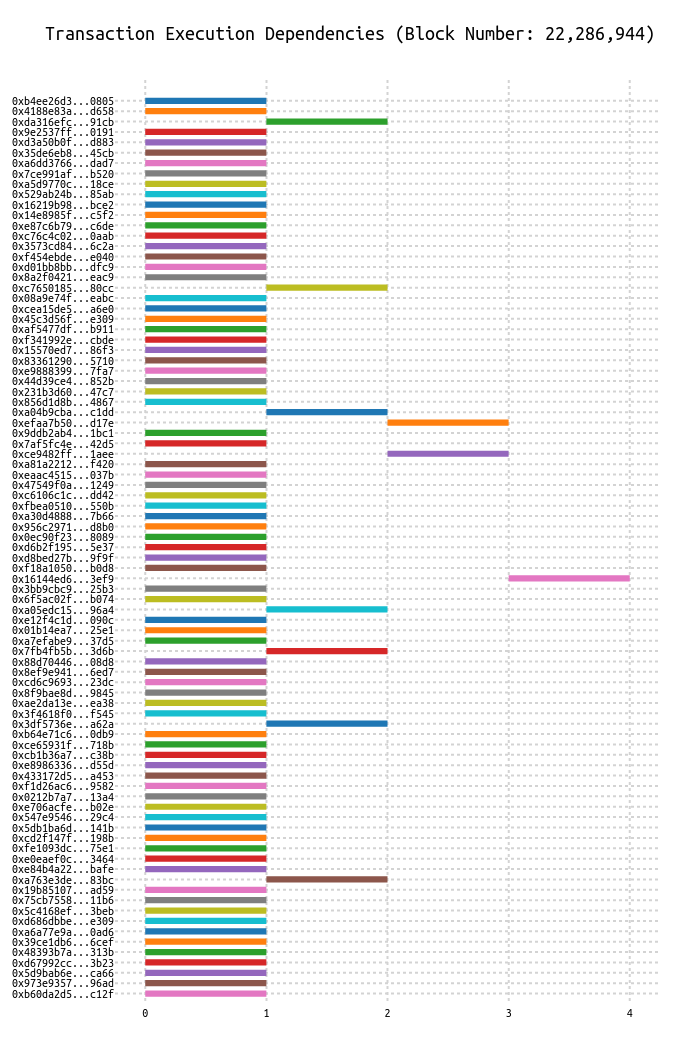 Transaction Execution Dependencies (Block Number: 22,286,944)
0xb4ee26d3...0805
0x4188e83a...d658
0xda316efc...91cb
0x9e2537ff...0191
0xd3a50b0f...d883
0x35de6eb8...45cb
0xa6dd3766...dad7
0x7ce991af...b520
0xa5d9770c...18ce
0x529ab24b...85ab
0x16219b98...bce2
0x14e8985f...c5f2
0xe87c6b79...c6de
0xc76c4c02...0aab
0x3573cd84...6c2a
0xf454ebde...e040
0xd01bb8bb...dfc9
0x8a2f0421...eac9
0xc7650185...80cc
0x08a9e74f...eabc
0xcea15de5...a6e0
0x45c3d56f...e309
0xaf5477df...b911
0xf341992e...cbde
0x15570ed7...86f3
0x83361290...5710
0xe9888399...7fa7
0x44d39ce4...852b
0x231b3d60...47c7
0x856d1d8b...4867
0xa04b9cba...c1dd
0xefaa7b50...d17e
0x9ddb2ab4...1bc1
0x7af5fc4e...42d5
0xce9482ff...1aee
0xa81a2212...f420
0xeaac4515...037b
0x47549f0a...1249
0xc6106c1c...dd42
0xfbea0510...550b
0xa30d4888...7b66
0x956c2971...d8b0
0x0ec90f23...8089
0xd6b2f195...5e37
0xd8bed27b...9f9f
0xf18a1050...b0d8
0x16144ed6...3ef9
0x3bb9cbc9...25b3
0x6f5ac02f...b074
0xa05edc15...96a4
0xe12f4c1d...090c
0x01b14ea7...25e1
0xa7efabe9...37d5
0x7fb4fb5b...3d6b
0x88d70446...08d8
0x8ef9e941...6ed7
0xcd6c9693...23dc
0x8f9bae8d...9845
0xae2da13e...ea38
0x3f4618f0...f545
0x3df5736e...a62a
0xb64e71c6...0db9
0xce65931f...718b
0xcb1b36a7...c38b
0xe8986336...d55d
0x433172d5...a453
0xf1d26ac6...9582
0x0212b7a7...13a4
0xe706acfe...b02e
0x547e9546...29c4
0x5db1ba6d...141b
0xcd2f147f...198b
0xfe1093dc...75e1
0xe0eaef0c...3464
0xe84b4a22...bafe
0xa763e3de...83bc
0x19b85107...ad59
0x75cb7558...11b6
0x5c4168ef...3beb
0xd686dbbe...e309
0xa6a77e9a...0ad6
0x39ce1db6...6cef
0x48393b7a...313b
0xd67992cc...3b23
0x5d9bab6e...ca66
0x973e9357...96ad
0xb60da2d5...c12f
0 1 2 3 4